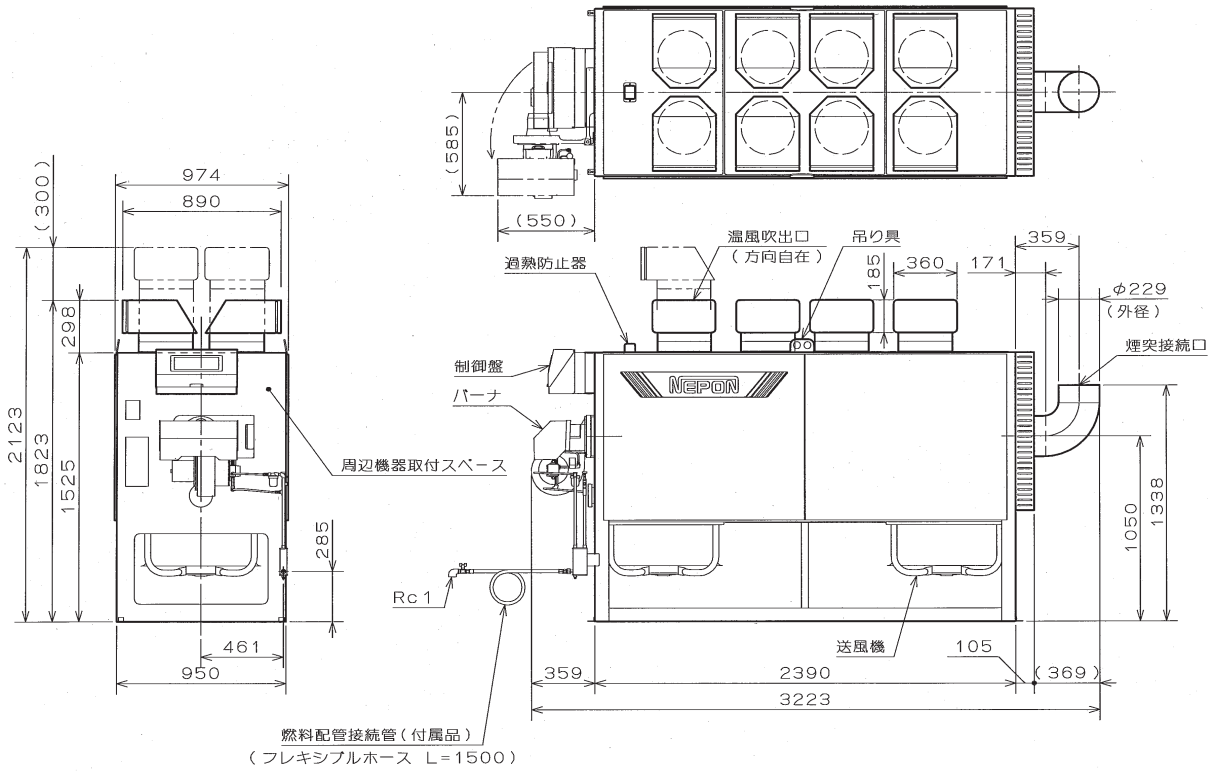 (585)
(550)
974
890
(300)
2123
1823
298
1525
285
461
950
過熱防止器
温風吹出口
(方向自在)
吊り具
185
360
359
171
φ229
(外径)
煙突接続口
制御盤
バーナ
NEPON
周辺機器取付スペース
1050
1338
Rc1
送風機
359
2390
105
(369)
3223
燃料配管接続管(付属品)
(フレキシブルホース L=1500)